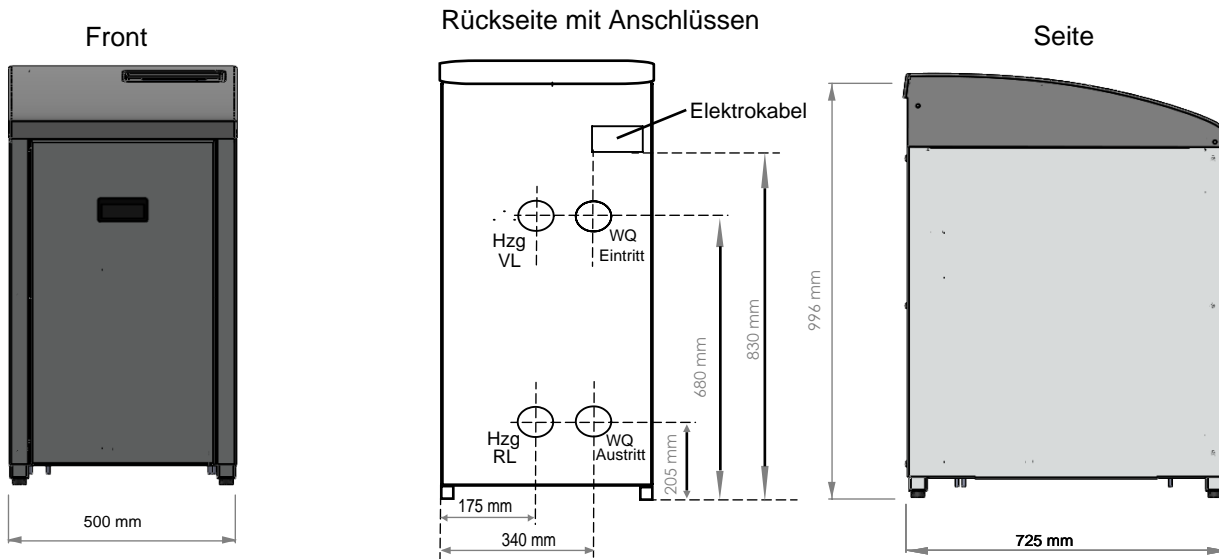 Front
Rückseite mit Anschlüssen
Seite
Elektrokabel
Hzg
VL
WQ
Eintritt
Hzg
RL
WQ
Austritt
205 mm
680 mm
830 mm
996 mm
175 mm
340 mm
500 mm
725 mm